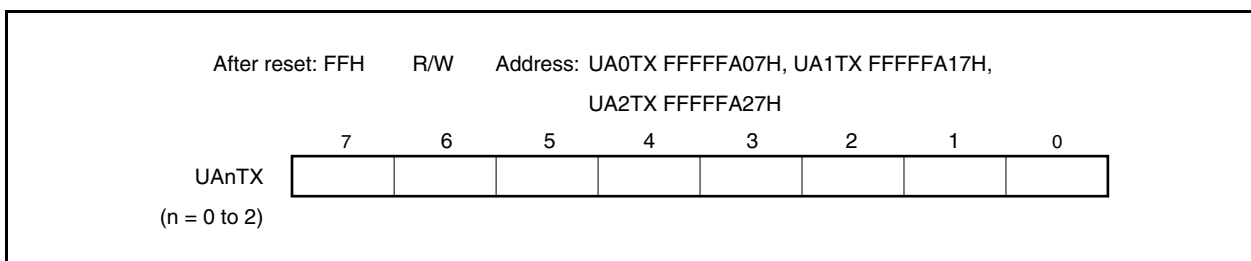 After reset: FFH R/W Address: UA0TX FFFFFA07H, UA1TX FFFFFA17H,
UA2TX FFFFFA27H
7 6 5 4 3 2 1 0
UAnTX
(n = 0 to 2)